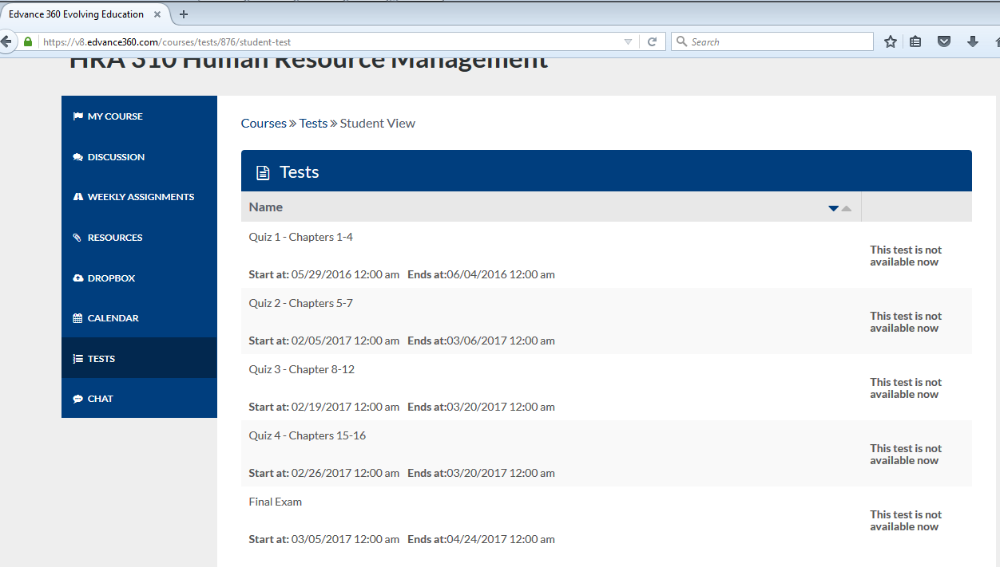 Edvance 360 Evolving Education
https://v8.edvance360.com/courses/tests/876/student-test
Search
HRA 310 Human Resource Management
MY COURSE
DISCUSSION
WEEKLY ASSIGNMENTS
RESOURCES
DROPBOX
CALENDAR
TESTS
CHAT
Courses » Tests » Student View
Tests
Name
Quiz 1 - Chapters 1-4
Start at: 05/29/2016 12:00 am Ends at:06/04/2016 12:00 am
This test is not
available now
Quiz 2 - Chapters 5-7
Start at: 02/05/2017 12:00 am Ends at:03/06/2017 12:00 am
This test is not
available now
Quiz 3 - Chapter 8-12
Start at: 02/19/2017 12:00 am Ends at:03/20/2017 12:00 am
This test is not
available now
Quiz 4 - Chapters 15-16
Start at: 02/26/2017 12:00 am Ends at:03/20/2017 12:00 am
This test is not
available now
Final Exam
Start at: 03/05/2017 12:00 am Ends at:04/24/2017 12:00 am
This test is not
available now